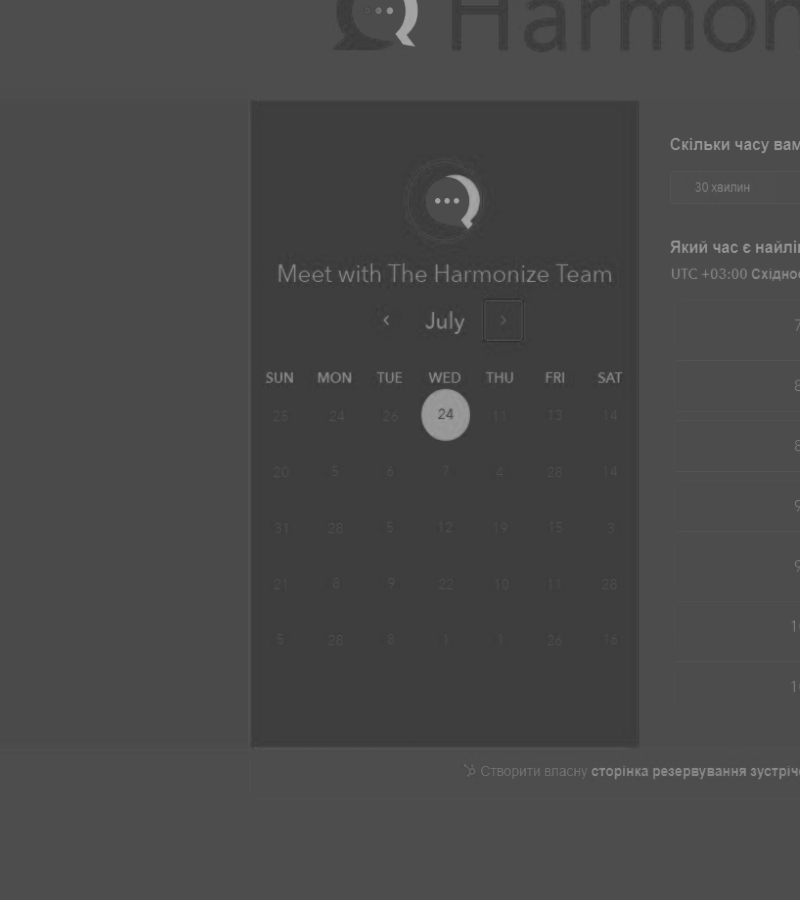 Harmon
Meet with The Harmonize Team
July
SUN MON TUE WED THU FRI SAT
25 24 26 24 11 13 14
20 5 6 7 4 28 14
31 28 5 12 19 15 3
21 8 9 22 10 11 28
5 28 8 1 1 26 16
Скільки часу вам
30 хвилин
Який час є найлі
UTC +03:00 Східно
7
8
8
9
9
1
1
Створити власну сторінка резервування зустріч